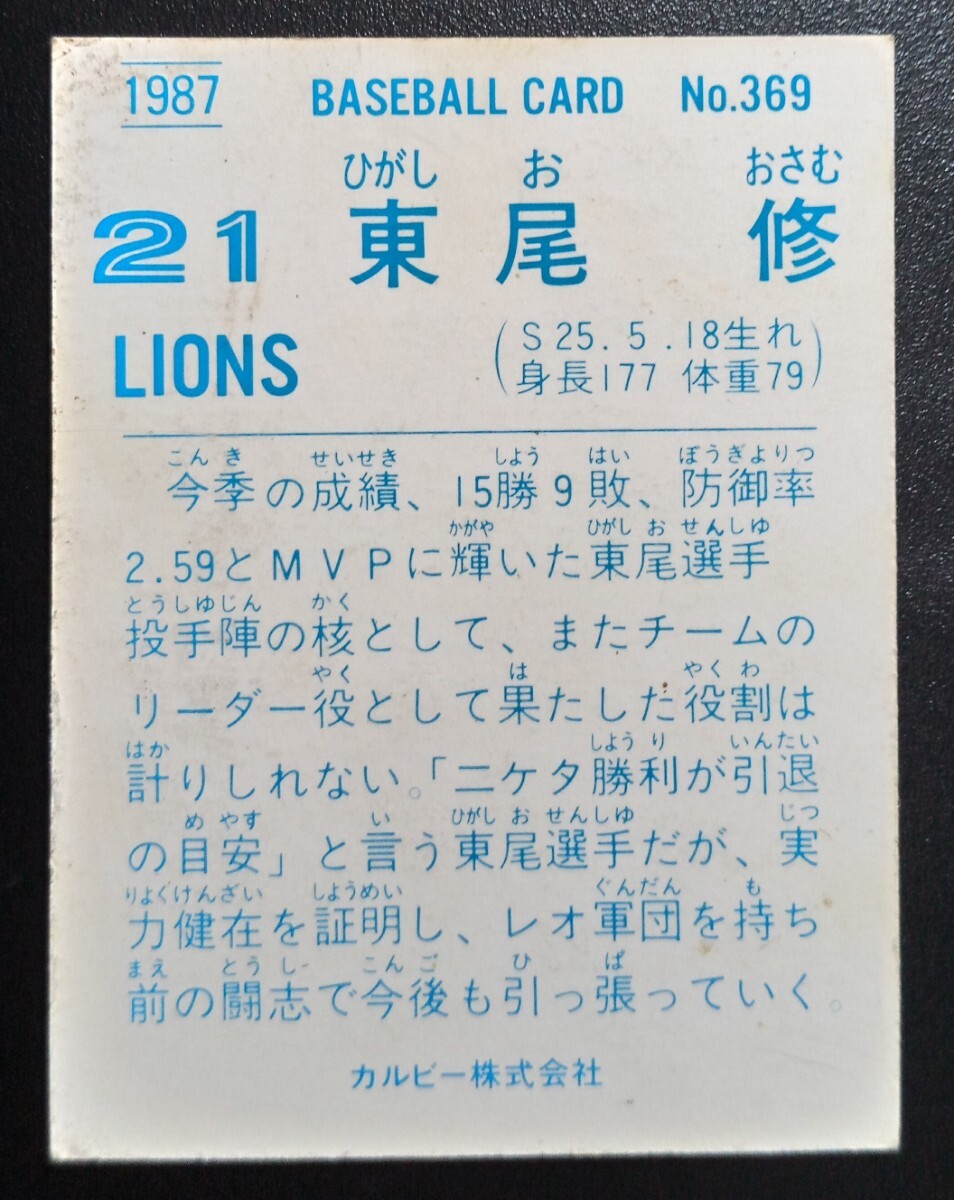 1987 BASEBALL CARD No.369
ひがし お おさむ
21 東尾 修
LIONS
(S25.5.18生れ
身長177 体重79)
こんき せいせき しよう はい ぼうぎよりつ
今季の成績、15勝9敗、防御率
かがや ひがし お せんしゆ
2.59とMVPに輝いた東尾選手
とうしゆじん かく
投手陣の核として、またチームの
やく は やくわ
リーダー役として果たした役割は
はか しようり いんたい
計りしれない。「二ケタ勝利が引退
めやす い ひがし お せんしゆ じつ
の目安」と言う東尾選手だが、実
りよくけんざい しようめい ぐんだん も
力健在を証明し、レオ軍団を持ち
まえ とうし こんご ひ ぱ
前の闘志で今後も引っ張っていく。
カルビー株式会社